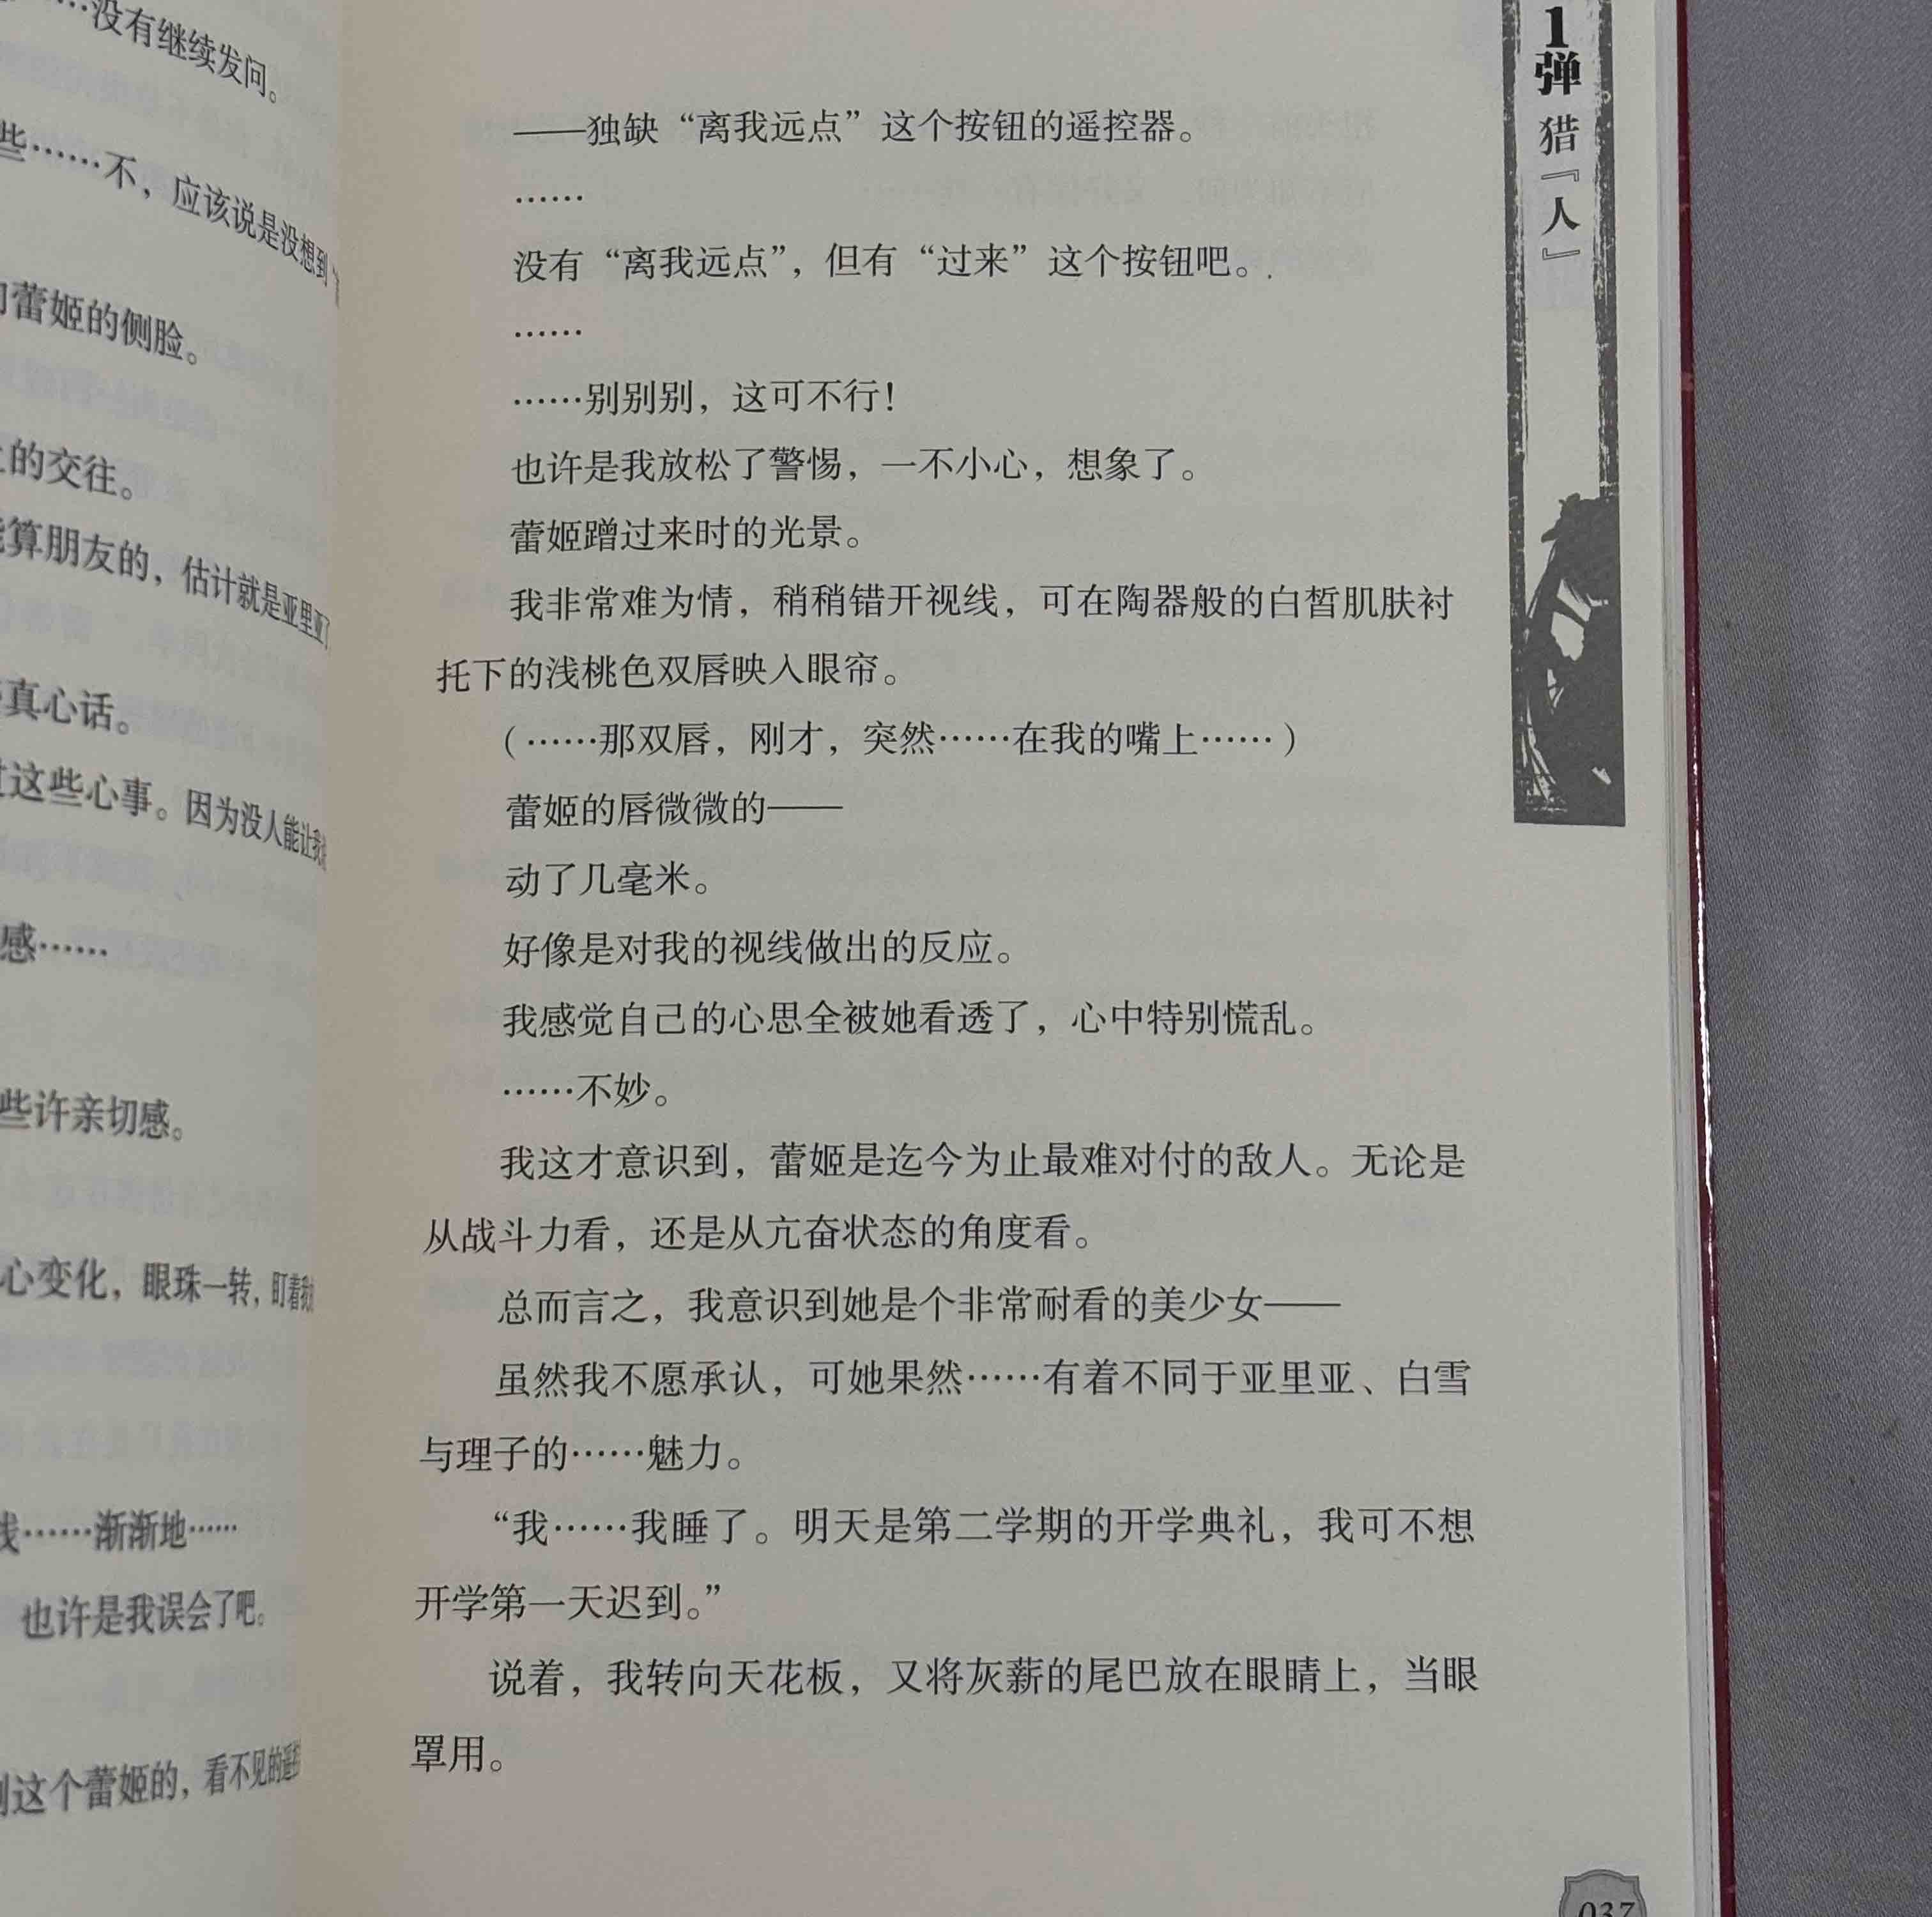 没有继续发问。
些……不，应该说是没想到
蕾姬的侧脸。
的交往。
算朋友的，估计就是亚里亚
真心话。
这些心事。因为没人能让我
感……
些许亲切感。
心变化，眼珠一转，盯着我
……渐渐地……
也许是我误会了吧。
这个蕾姬的，看不见的遥控
——独缺“离我远点”这个按钮的遥控器。
……
没有“离我远点”，但有“过来”这个按钮吧。
……
……别别别，这可不行！
也许是我放松了警惕，一不小心，想象了。
蕾姬蹭过来时的光景。
我非常难为情，稍稍错开视线，可在陶器般的白皙肌肤衬
托下的浅桃色双唇映入眼帘。
（……那双唇，刚才，突然……在我的嘴上……）
蕾姬的唇微微的——
动了几毫米。
好像是对我的视线做出的反应。
我感觉自己的心思全被她看透了，心中特别慌乱。
……不妙。
我这才意识到，蕾姬是迄今为止最难对付的敌人。无论是
从战斗力看，还是从亢奋状态的角度看。
总而言之，我意识到她是个非常耐看的美少女——
虽然我不愿承认，可她果然……有着不同于亚里亚、白雪
与理子的……魅力。
“我……我睡了。明天是第二学期的开学典礼，我可不想
开学第一天迟到。”
说着，我转向天花板，又将灰薪的尾巴放在眼睛上，当眼
罩用。
1弹 猎『人』
037